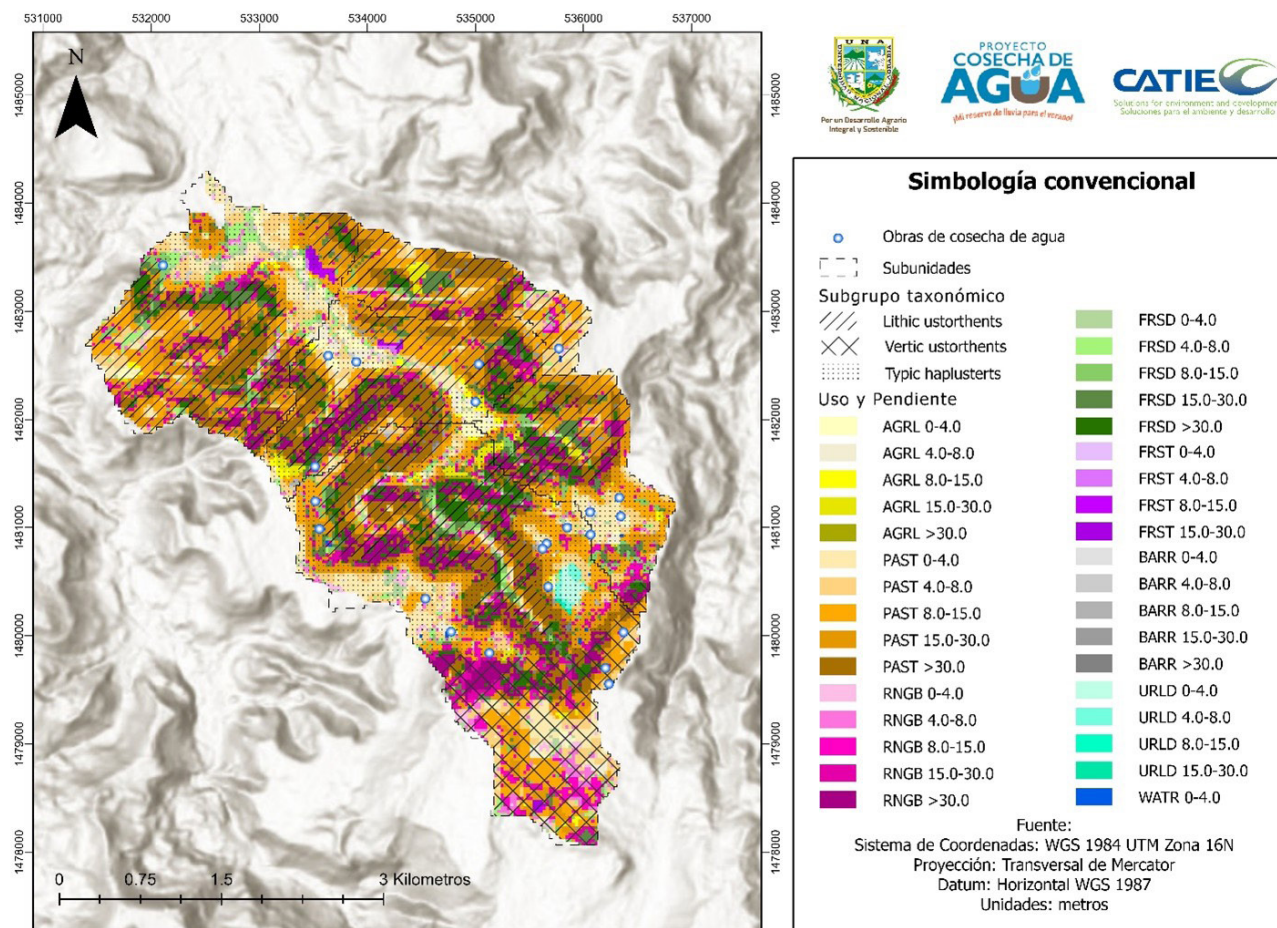 531000 532000 533000 534000 535000 536000 537000
N
1485000 1485000
1484000 1484000
1483000 1483000
1482000 1482000
1481000 1481000
1480000 1480000
1479000 1479000
1478000 1478000
0 0.75 1.5 3 Kilometros
UNA
Por un Desarrollo Agrario
Integral y Sostenible
PROYECTO
COSECHA DE
AGUA
¡Mi reserva de lluvia para el verano!
CATIE
Solutions for environment and development
Soluciones para el ambiente y desarrollo
Simbología convencional
Obras de cosecha de agua
Subunidades
Subgrupo taxonómico
Lithic ustorthents
Vertic ustorthents
Typic haplusterts
Uso y Pendiente
AGRL 0-4.0
AGRL 4.0-8.0
AGRL 8.0-15.0
AGRL 15.0-30.0
AGRL >30.0
PAST 0-4.0
PAST 4.0-8.0
PAST 8.0-15.0
PAST 15.0-30.0
PAST >30.0
RNGB 0-4.0
RNGB 4.0-8.0
RNGB 8.0-15.0
RNGB 15.0-30.0
RNGB >30.0
FRSD 0-4.0
FRSD 4.0-8.0
FRSD 8.0-15.0
FRSD 15.0-30.0
FRSD >30.0
FRST 0-4.0
FRST 4.0-8.0
FRST 8.0-15.0
FRST 15.0-30.0
BARR 0-4.0
BARR 4.0-8.0
BARR 8.0-15.0
BARR 15.0-30.0
BARR >30.0
URLD 0-4.0
URLD 4.0-8.0
URLD 8.0-15.0
URLD 15.0-30.0
WATR 0-4.0
Fuente:
Sistema de Coordenadas: WGS 1984 UTM Zona 16N
Proyección: Transversal de Mercator
Datum: Horizontal WGS 1987
Unidades: metros